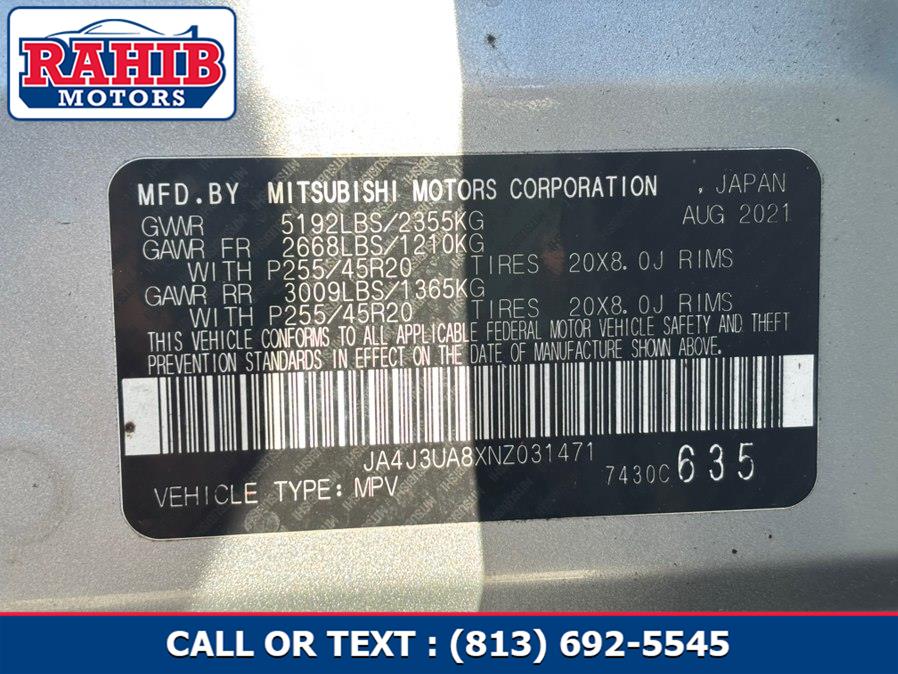 RAHIB
MOTORS
MFD.BY MITSUBISHI MOTORS CORPORATION , JAPAN
GVWR 5192LBS/2355KG AUG 2021
GAWR FR 2668LBS/1210KG
WITH P255/45R20 TIRES 20X8.0J RIMS
GAWR RR 3009LBS/1365KG
WITH P255/45R20 TIRES 20X8.0J RIMS
THIS VEHICLE CONFORMS TO ALL APPLICABLE FEDERAL MOTOR VEHICLE SAFETY AND THEFT
PREVENTION STANDARDS IN EFFECT ON THE DATE OF MANUFACTURE SHOWN ABOVE.
JA4J3UA8XNZ031471
7430C 635
VEHICLE TYPE: MPV
CALL OR TEXT : (813) 692-5545